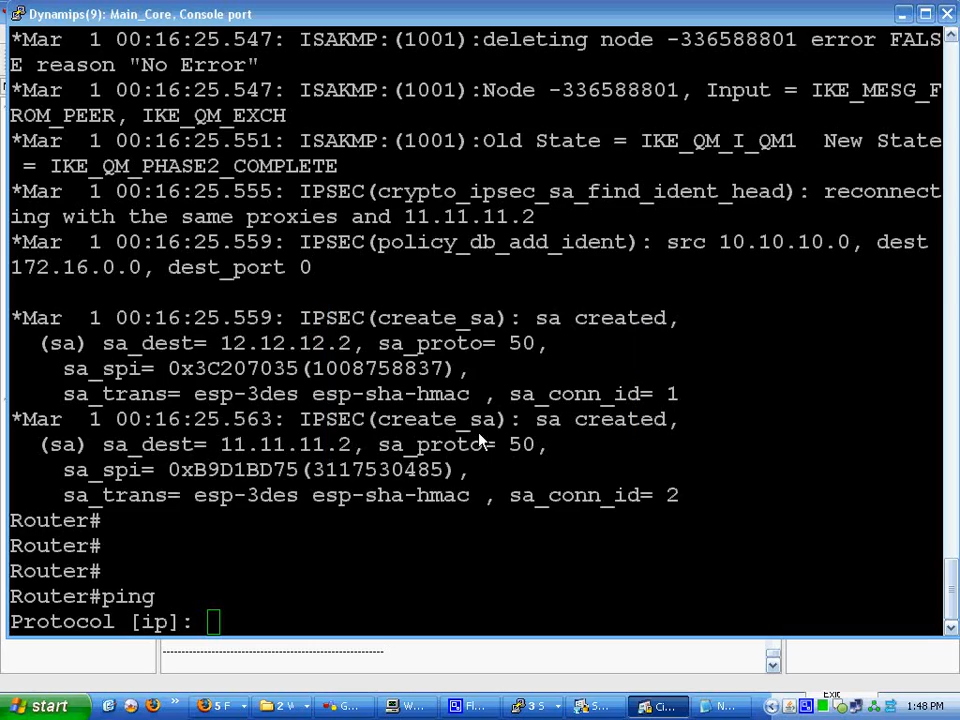 Dynamips(9): Main_Core, Console port
*Mar  1 00:16:25.547: ISAKMP:(1001):deleting node -336588801 error FALS
E reason "No Error"
*Mar  1 00:16:25.547: ISAKMP:(1001):Node -336588801, Input = IKE_MESG_F
ROM_PEER, IKE_QM_EXCH
*Mar  1 00:16:25.551: ISAKMP:(1001):Old State = IKE_QM_I_QM1  New State
 = IKE_QM_PHASE2_COMPLETE
*Mar  1 00:16:25.555: IPSEC(crypto_ipsec_sa_find_ident_head): reconnect
ing with the same proxies and 11.11.11.2
*Mar  1 00:16:25.559: IPSEC(policy_db_add_ident): src 10.10.10.0, dest
172.16.0.0, dest_port 0
*Mar  1 00:16:25.559: IPSEC(create_sa): sa created,
  (sa) sa_dest= 12.12.12.2, sa_proto= 50,
    sa_spi= 0x3C207035(1008758837),
    sa_trans= esp-3des esp-sha-hmac , sa_conn_id= 1
*Mar  1 00:16:25.563: IPSEC(create_sa): sa created,
  (sa) sa_dest= 11.11.11.2, sa_proto= 50,
    sa_spi= 0xB9D1BD75(3117530485),
    sa_trans= esp-3des esp-sha-hmac , sa_conn_id= 2
Router#
Router#
Router#
Router#ping
Protocol [ip]:
Exit
start
5 F
2 \
G...
W...
Fl...
3 S
S...
Ci...
N...
1:48 PM